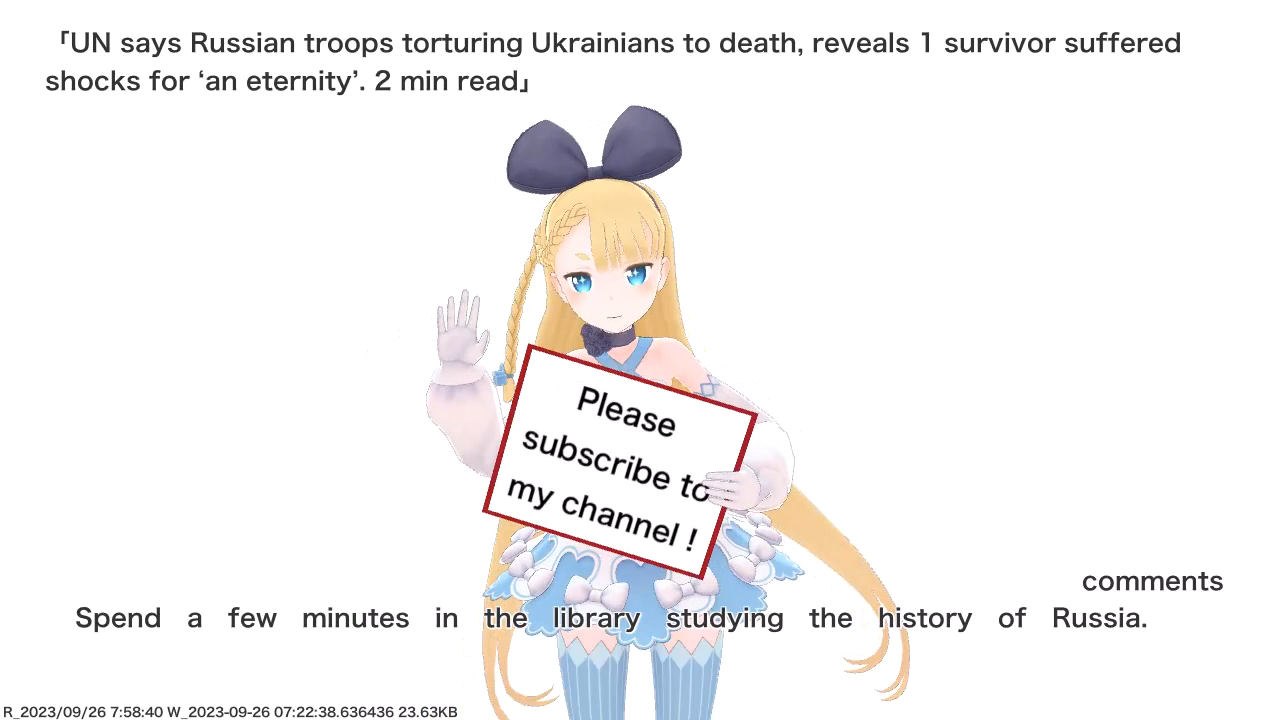 「UN says Russian troops torturing Ukrainians to death, reveals 1 survivor suffered
shocks for ‘an eternity’. 2 min read」
Please
subscribe to
my channel !
comments
Spend a few minutes in the library studying the history of Russia.
R_2023/09/26 7:58:40 W_2023-09-26 07:22:38.636436 23.63KB